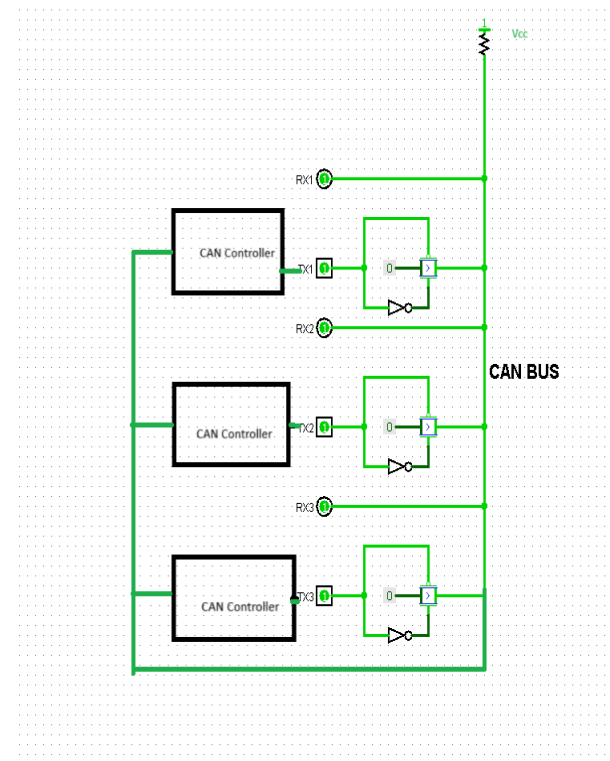 1
Vcc
RX1 1
CAN Controller
TX1 1
0
RX2 1
CAN BUS
CAN Controller
TX2 1
0
RX3 1
CAN Controller
TX3 1
0